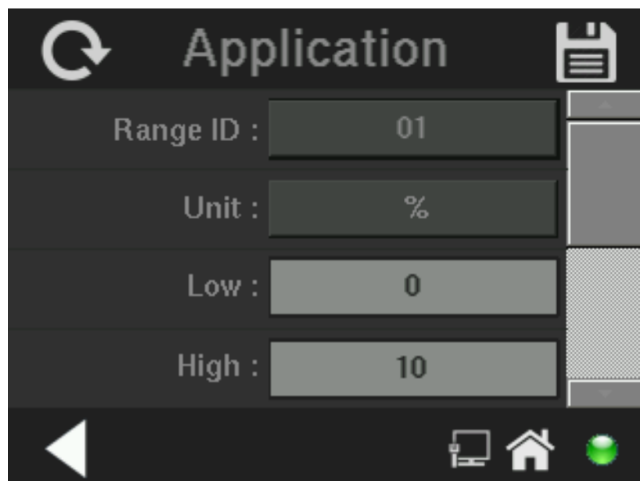 Application
Range ID : 01
Unit : %
Low : 0
High : 10